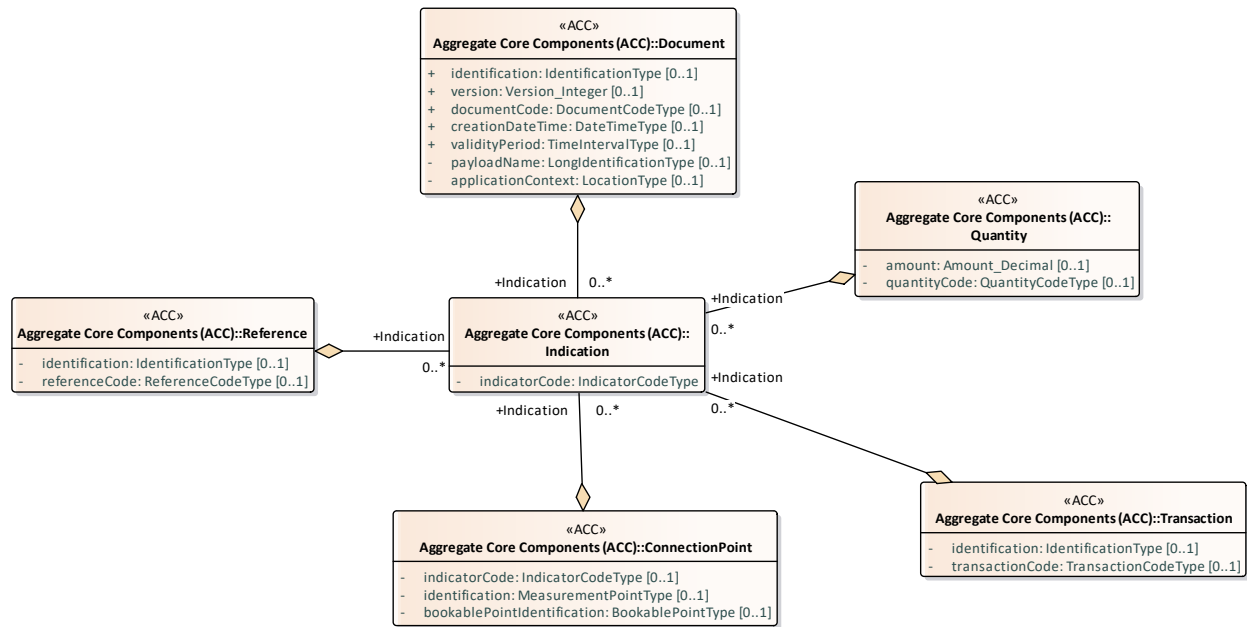 «ACC»
Aggregate Core Components (ACC)::Document
+ identification: IdentificationType [0..1]
+ version: Version_Integer [0..1]
+ documentCode: DocumentCodeType [0..1]
+ creationDateTime: DateTimeType [0..1]
+ validityPeriod: TimeIntervalType [0..1]
- payloadName: LongIdentificationType [0..1]
- applicationContext: LocationType [0..1]
«ACC»
Aggregate Core Components (ACC)::
Quantity
- amount: Amount_Decimal [0..1]
- quantityCode: QuantityCodeType [0..1]
+Indication 0..*
+Indication
0..*
«ACC»
Aggregate Core Components (ACC)::Reference
- identification: IdentificationType [0..1]
- referenceCode: ReferenceCodeType [0..1]
+Indication
0..*
«ACC»
Aggregate Core Components (ACC)::
Indication
- indicatorCode: IndicatorCodeType
+Indication
0..*
+Indication 0..*
«ACC»
Aggregate Core Components (ACC)::Transaction
- identification: IdentificationType [0..1]
- transactionCode: TransactionCodeType [0..1]
«ACC»
Aggregate Core Components (ACC)::ConnectionPoint
- indicatorCode: IndicatorCodeType [0..1]
- identification: MeasurementPointType [0..1]
- bookablePointIdentification: BookablePointType [0..1]